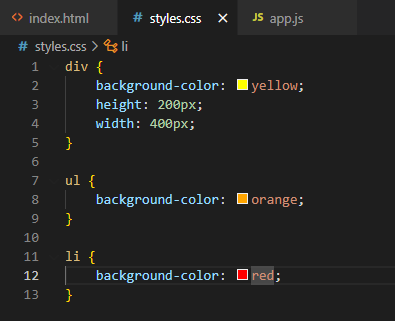 <> index.html # styles.css × JS app.js
# styles.css > li
1 div {
2 background-color: yellow;
3 height: 200px;
4 width: 400px;
5 }
6
7 ul {
8 background-color: orange;
9 }
10
11 li {
12 background-color: red;
13 }